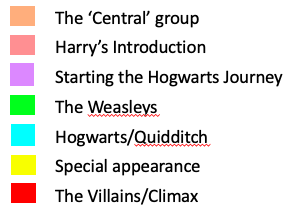 The ‘Central’ group
Harry’s Introduction
Starting the Hogwarts Journey
The Weasleys
Hogwarts/Quidditch
Special appearance
The Villains/Climax